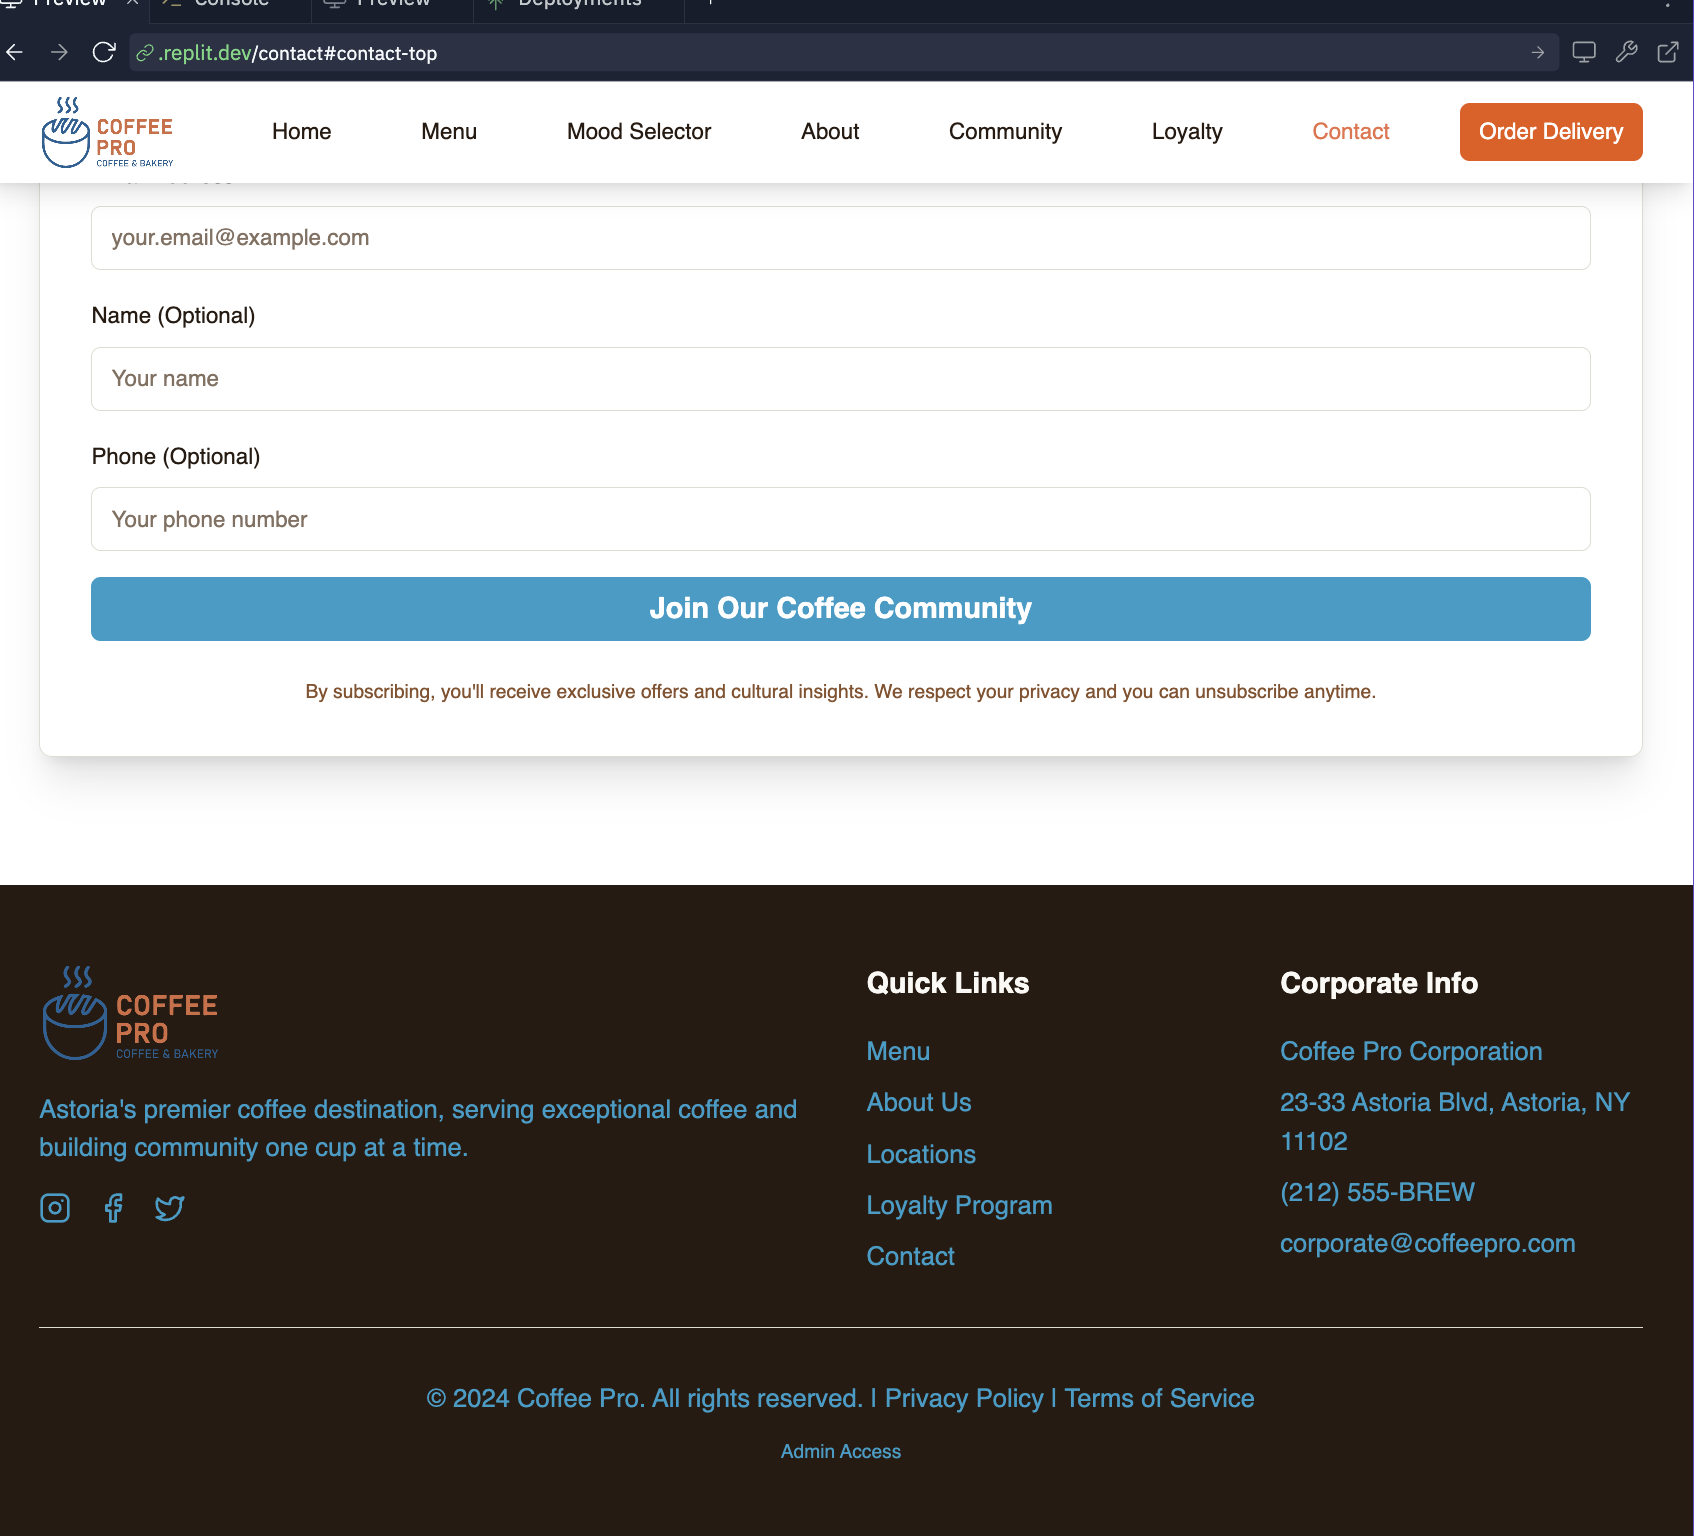 Preview
Console
Preview
Deployments
.replit.dev/contact#contact-top
COFFEE
PRO
COFFEE & BAKERY
Home
Menu
Mood Selector
About
Community
Loyalty
Contact
Order Delivery
your.email@example.com
Name (Optional)
Your name
Phone (Optional)
Your phone number
Join Our Coffee Community
By subscribing, you'll receive exclusive offers and cultural insights. We respect your privacy and you can unsubscribe anytime.
COFFEE
PRO
COFFEE & BAKERY
Astoria's premier coffee destination, serving exceptional coffee and
building community one cup at a time.
Quick Links
Menu
About Us
Locations
Loyalty Program
Contact
Corporate Info
Coffee Pro Corporation
23-33 Astoria Blvd, Astoria, NY
11102
(212) 555-BREW
corporate@coffeepro.com
© 2024 Coffee Pro. All rights reserved. | Privacy Policy | Terms of Service
Admin Access